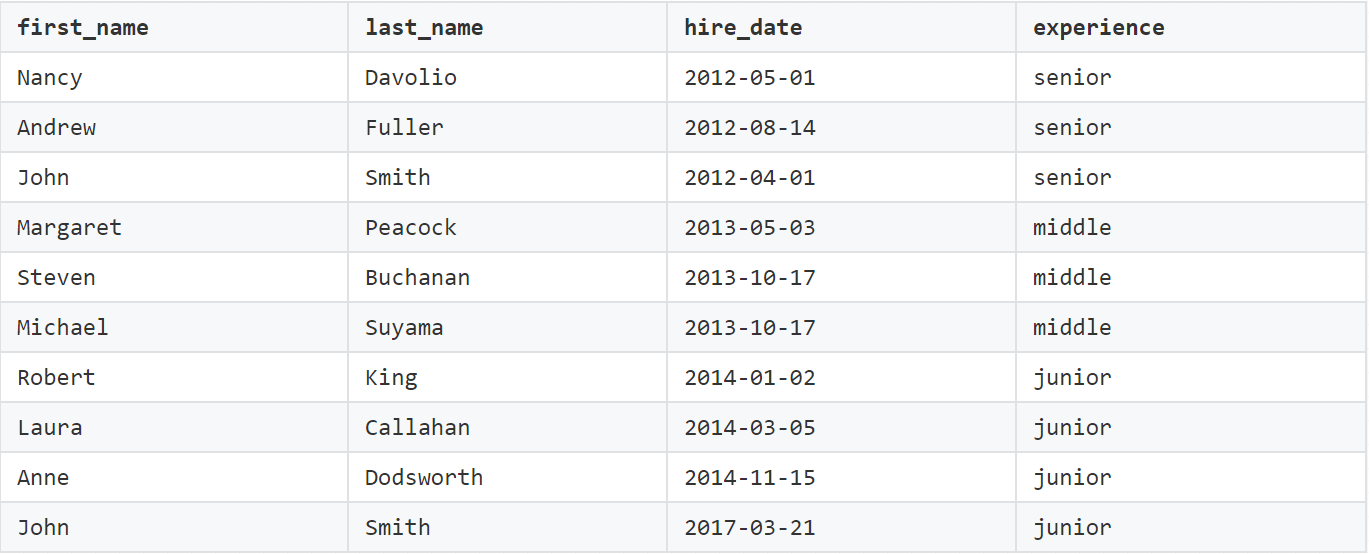 first_name last_name hire_date experience
Nancy Davolio 2012-05-01 senior
Andrew Fuller 2012-08-14 senior
John Smith 2012-04-01 senior
Margaret Peacock 2013-05-03 middle
Steven Buchanan 2013-10-17 middle
Michael Suyama 2013-10-17 middle
Robert King 2014-01-02 junior
Laura Callahan 2014-03-05 junior
Anne Dodsworth 2014-11-15 junior
John Smith 2017-03-21 junior